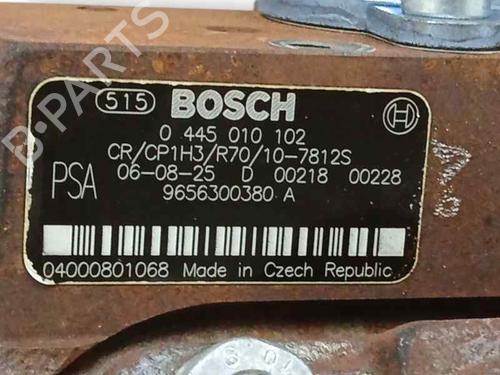 515 BOSCH
0 445 010 102
CR/CP1H3/R70/10-7812S
PSA 06-08-25 D 00218 00228
9656300380 A
04000801068 Made in Czech Republic
B-PARTS